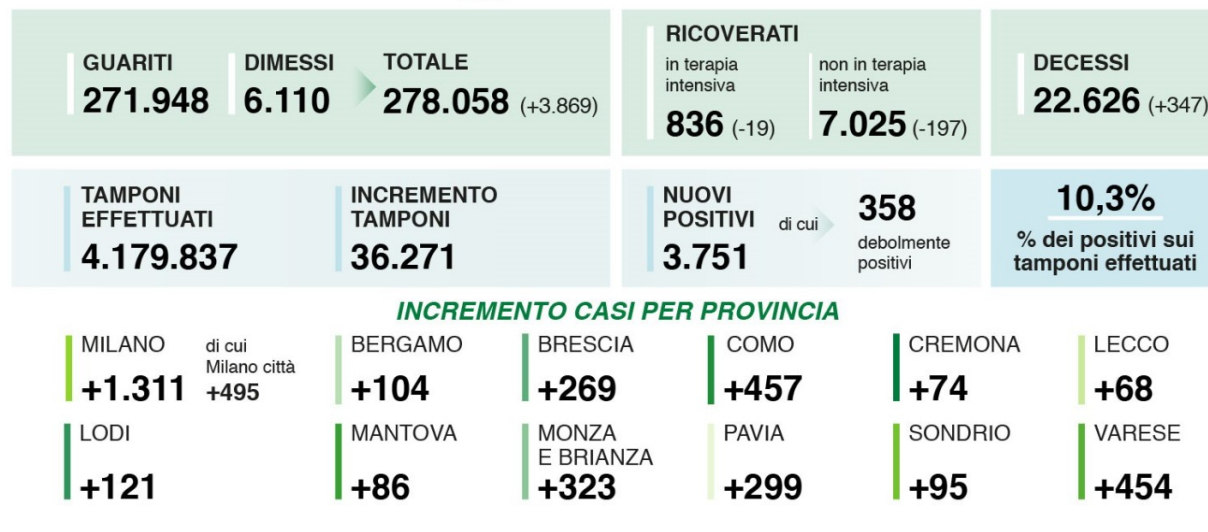 GUARITI
271.948
DIMESSI
6.110
TOTALE
278.058 (+3.869)
RICOVERATI
in terapia
intensiva
836 (-19)
non in terapia
intensiva
7.025 (-197)
DECESSI
22.626 (+347)
TAMPONI
EFFETTUATI
4.179.837
INCREMENTO
TAMPONI
36.271
NUOVI
POSITIVI
3.751
di cui
358
debolmente
positivi
10,3%
% dei positivi sui
tamponi effettuati
INCREMENTO CASI PER PROVINCIA
MILANO
+1.311
di cui
Milano città
+495
BERGAMO
+104
BRESCIA
+269
COMO
+457
CREMONA
+74
LECCO
+68
LODI
+121
MANTOVA
+86
MONZA
E BRIANZA
+323
PAVIA
+299
SONDRIO
+95
VARESE
+454